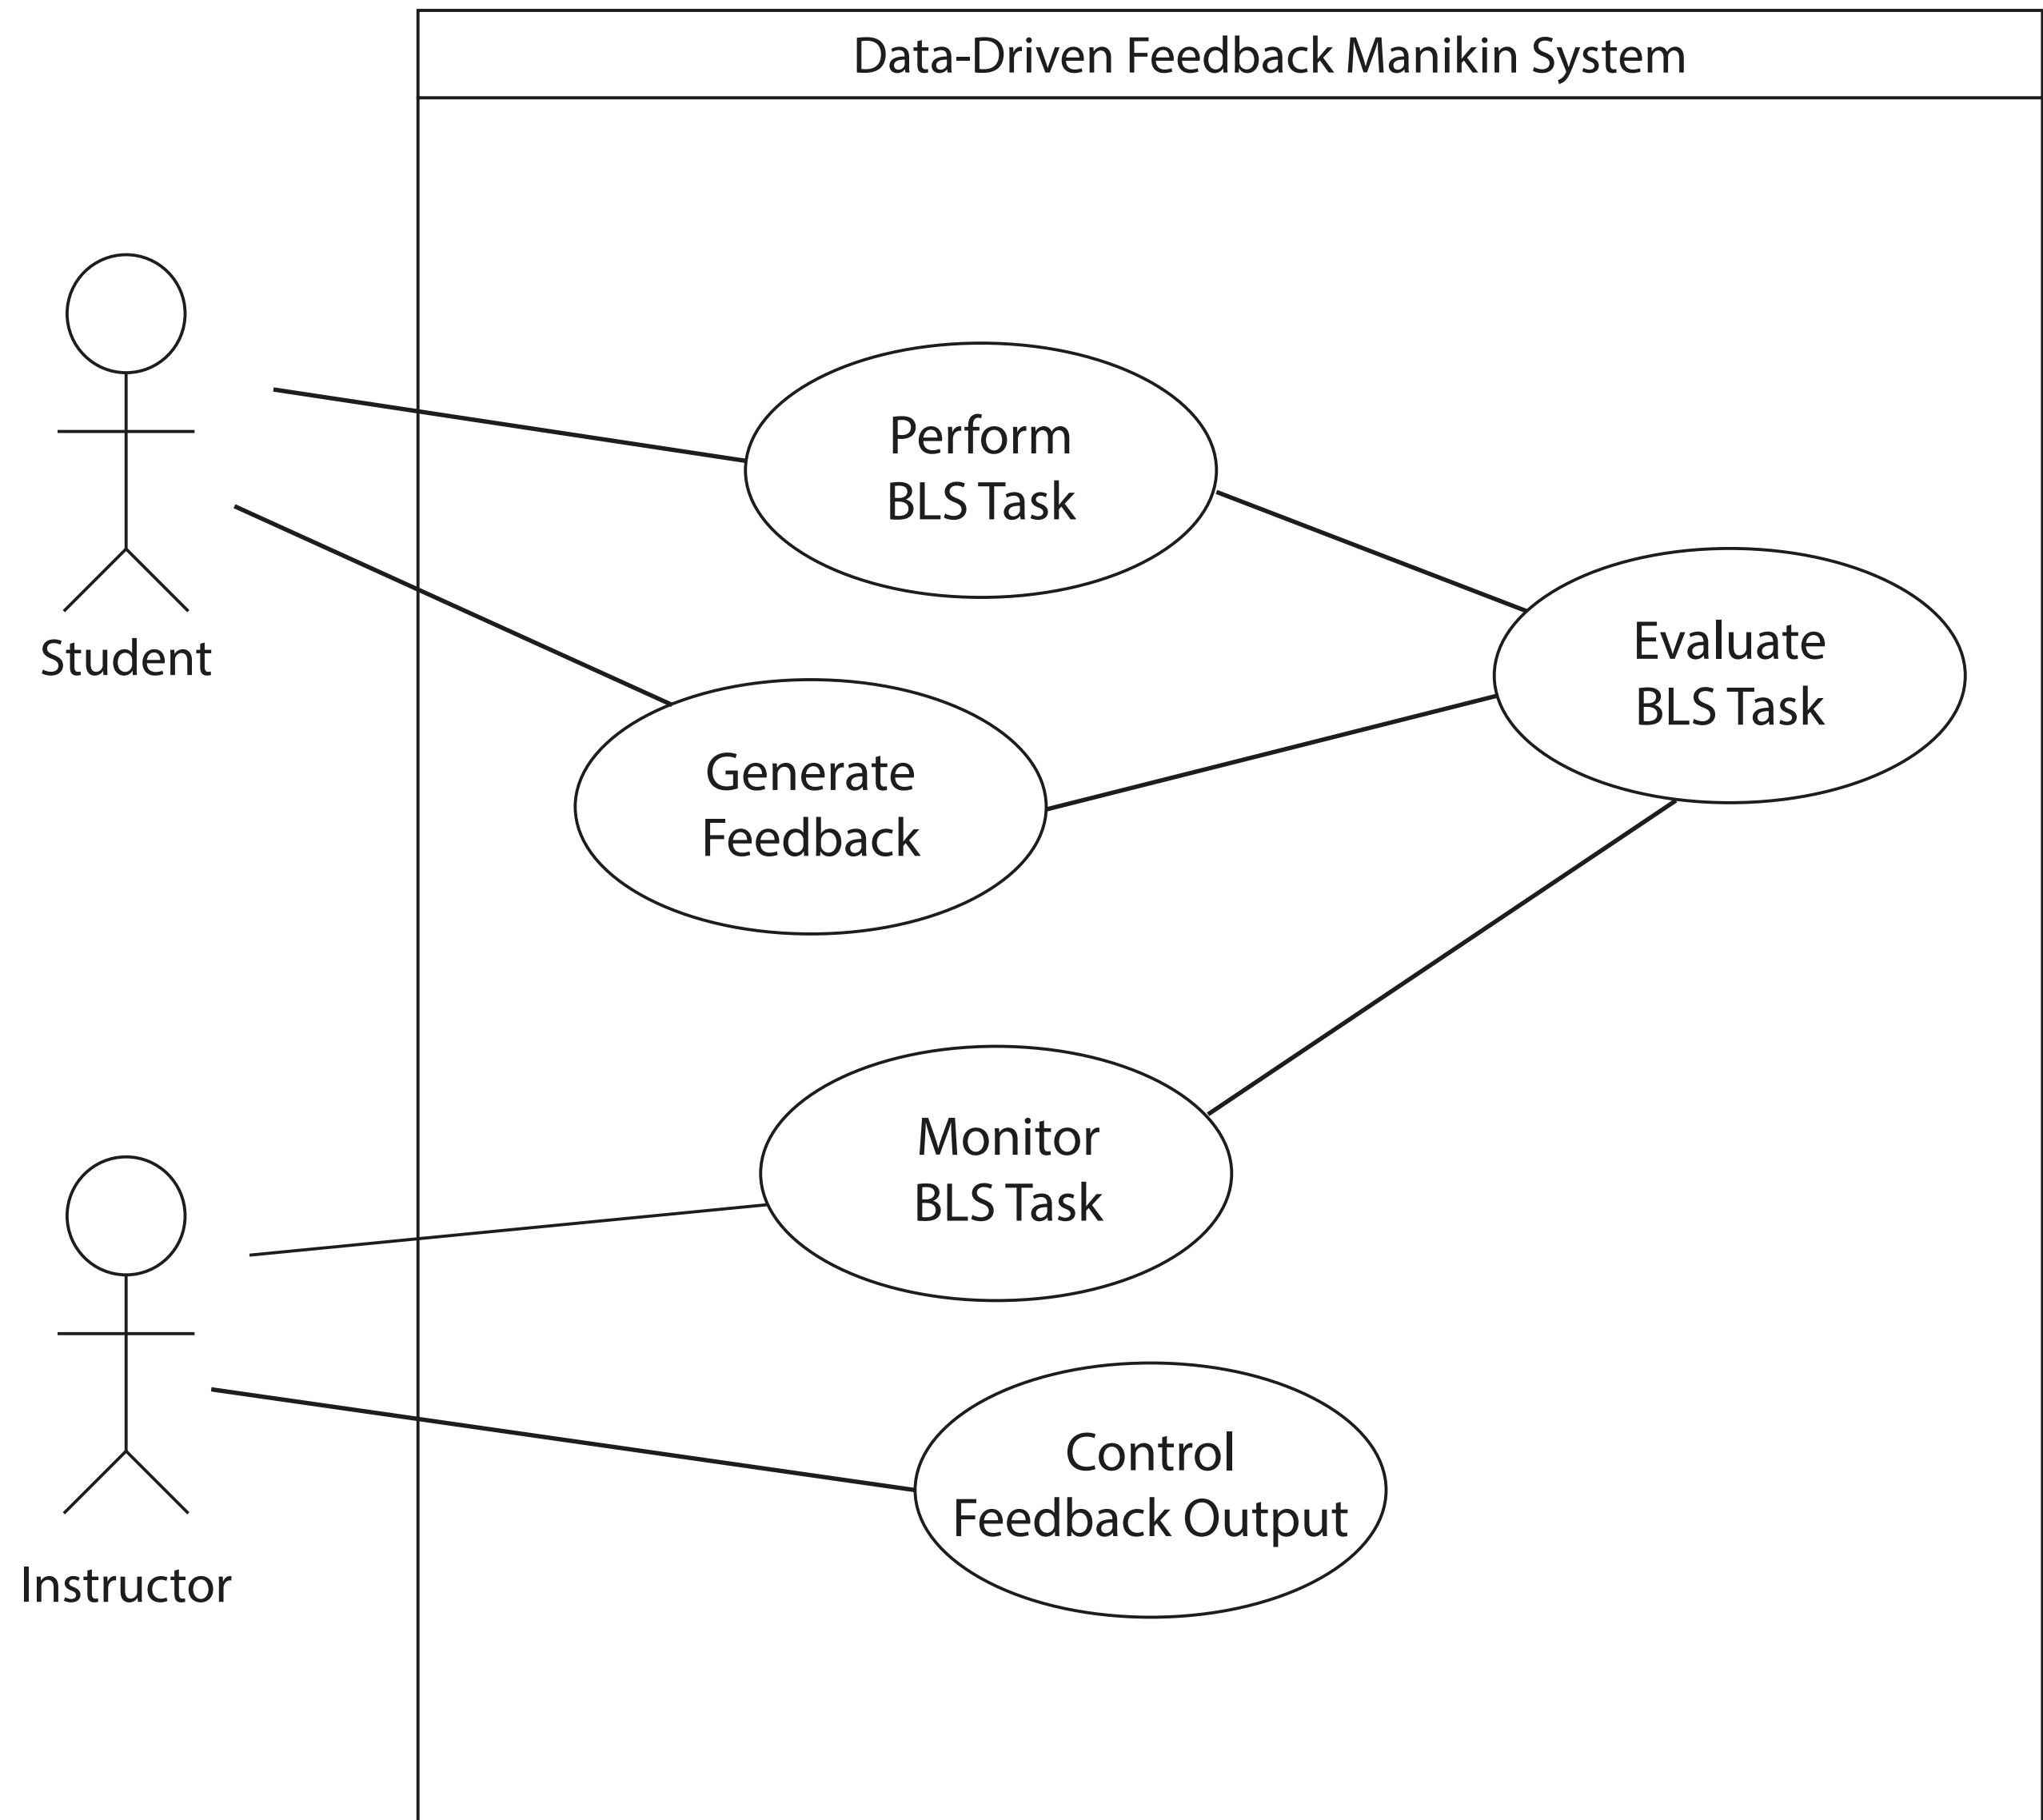 Data-Driven Feedback Manikin System
Perform
BLS Task
Student
Evaluate
BLS Task
Generate
Feedback
Monitor
BLS Task
Control
Feedback Output
Instructor